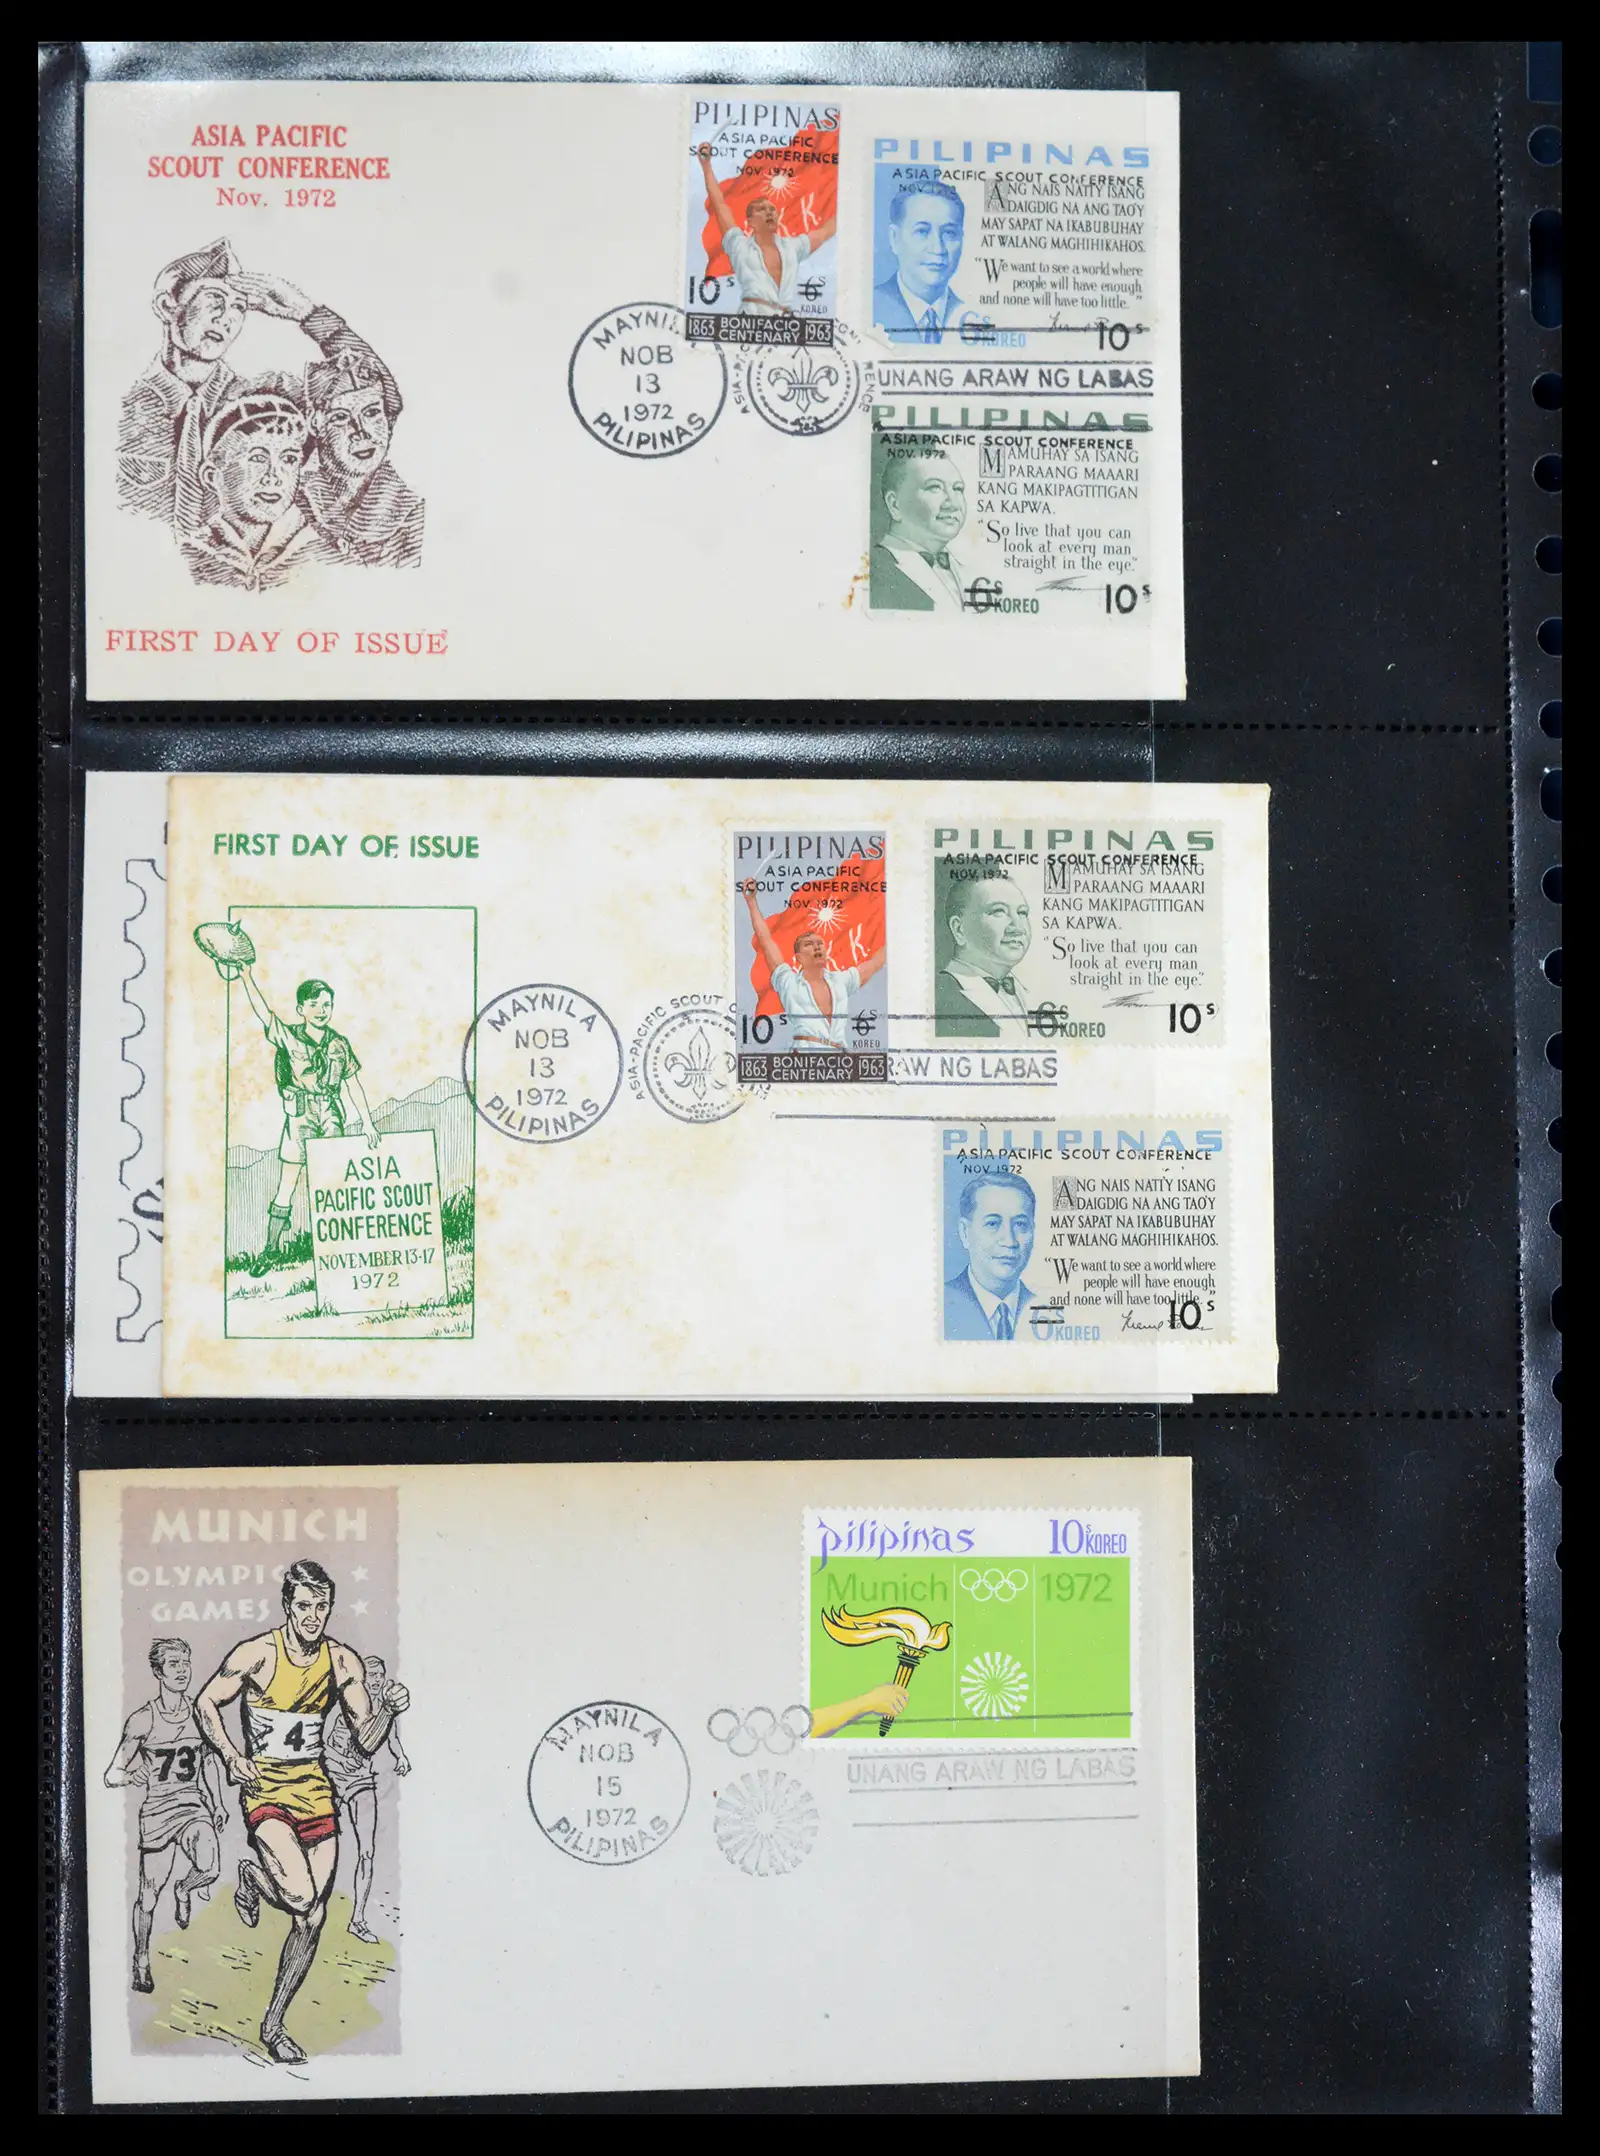 ASIA PACIFIC
SCOUT CONFERENCE
Nov. 1972
FIRST DAY OF ISSUE
MAYNILA
NOB
13
1972
PILIPINAS
PILIPINAS
ASIA PACIFIC
SCOUT CONFERENCE
NOV. 1972
K.
10s 6s
KOREO
1863 BONIFACIO CENTENARY 1963
PILIPINAS
ASIA PACIFIC SCOUT CONFERENCE
NOV. 1972
ANG NAIS NATI'Y ISANG
DAIGDIG NA ANG TAO'Y
MAY SAPAT NA IKABUBUHAY
AT WALANG MAGHIHIKAHOS.
"We want to see a world where
people will have enough
and none will have too little."
6s KOREO 10s
UNANG ARAW NG LABAS
PILIPINAS
ASIA PACIFIC SCOUT CONFERENCE
NOV. 1972
MAMUHAY SA ISANG
PARAANG MAAARI
KANG MAKIPAGTITIGAN
SA KAPWA.
"So live that you can
look at every man
straight in the eye."
6s KOREO 10s
FIRST DAY OF ISSUE
ASIA
PACIFIC SCOUT
CONFERENCE
NOVEMBER 13-17
1972
MAYNILA
NOB
13
1972
PILIPINAS
ASIA-PACIFIC SCOUT
PILIPINAS
ASIA PACIFIC
SCOUT CONFERENCE
NOV. 1972
K. K.
10s 6s
KOREO
1863 BONIFACIO CENTENARY 1963
RAW NG LABAS
PILIPINAS
ASIA PACIFIC SCOUT CONFERENCE
NOV. 1972
MAMUHAY SA ISANG
PARAANG MAAARI
KANG MAKIPAGTITIGAN
SA KAPWA.
"So live that you can
look at every man
straight in the eye."
6s KOREO 10s
PILIPINAS
ASIA PACIFIC SCOUT CONFERENCE
NOV. 1972
ANG NAIS NATI'Y ISANG
DAIGDIG NA ANG TAO'Y
MAY SAPAT NA IKABUBUHAY
AT WALANG MAGHIHIKAHOS.
"We want to see a world where
people will have enough
and none will have too little."
6s KOREO 10s
MUNICH
OLYMPIC
GAMES
73
4
MAYNILA
NOB
15
1972
PILIPINAS
pilipinas 10s KOREO
Munich 1972
UNANG ARAW NG LABAS